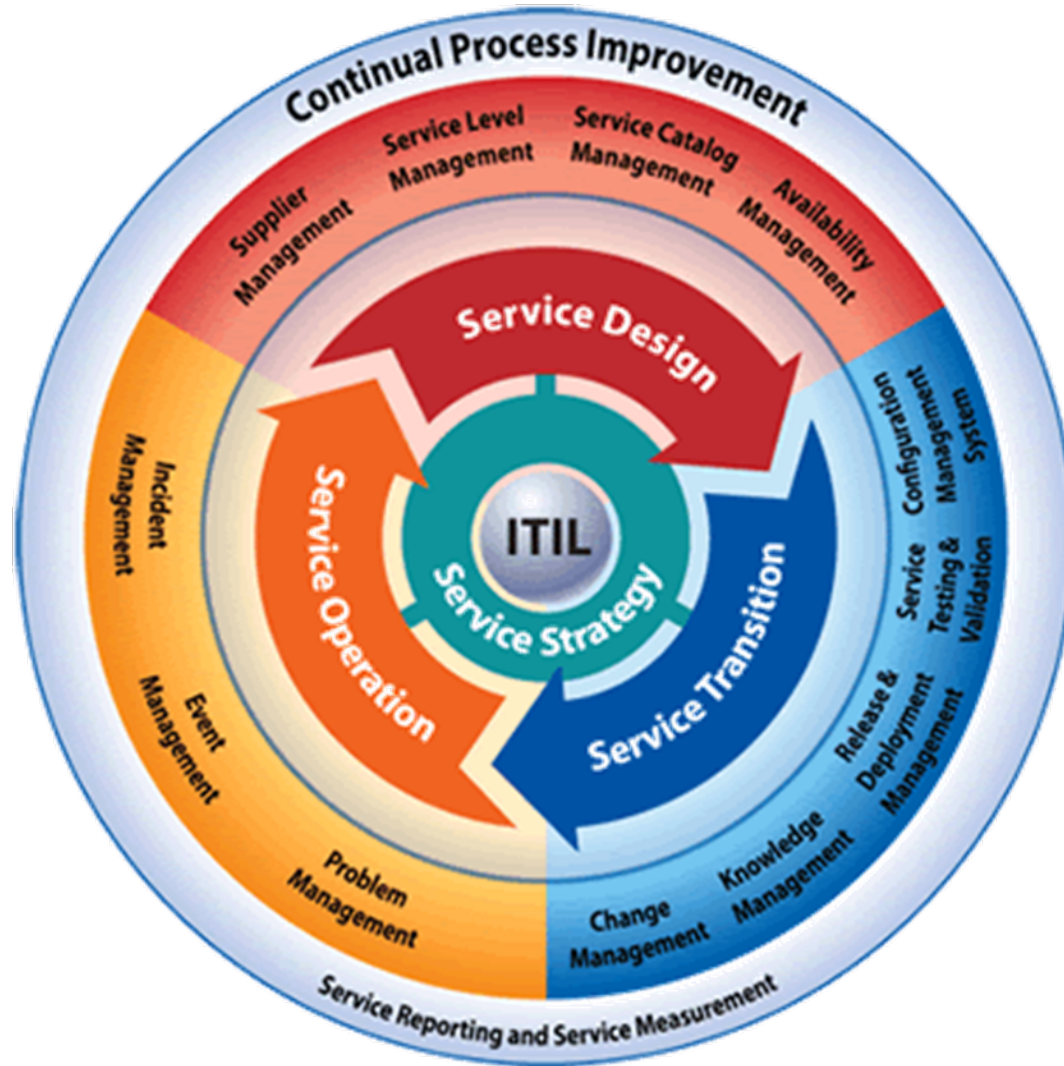 Continual Process Improvement
Supplier
Management
Service Level
Management
Service Catalog
Management
Availability
Management
Configuration
Management
System
Service
Testing &
Validation
Release &
Deployment
Management
Knowledge
Management
Change
Management
Problem
Management
Event
Management
Incident
Management
Service Design
Service Transition
Service Operation
Service Strategy
ITIL
Service Reporting and Service Measurement